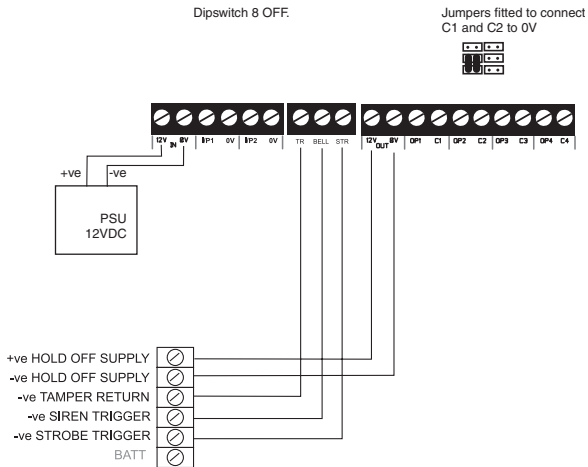 Dipswitch 8 OFF.
Jumpers fitted to connect
C1 and C2 to 0V
12V 0V I/P1 0V I/P2 0V
IN
TR BELL STR
12V 0V OP1 C1 OP2 C2 OP3 C3 OP4 C4
OUT
+ve -ve
PSU
12VDC
+ve HOLD OFF SUPPLY
-ve HOLD OFF SUPPLY
-ve TAMPER RETURN
-ve SIREN TRIGGER
-ve STROBE TRIGGER
BATT